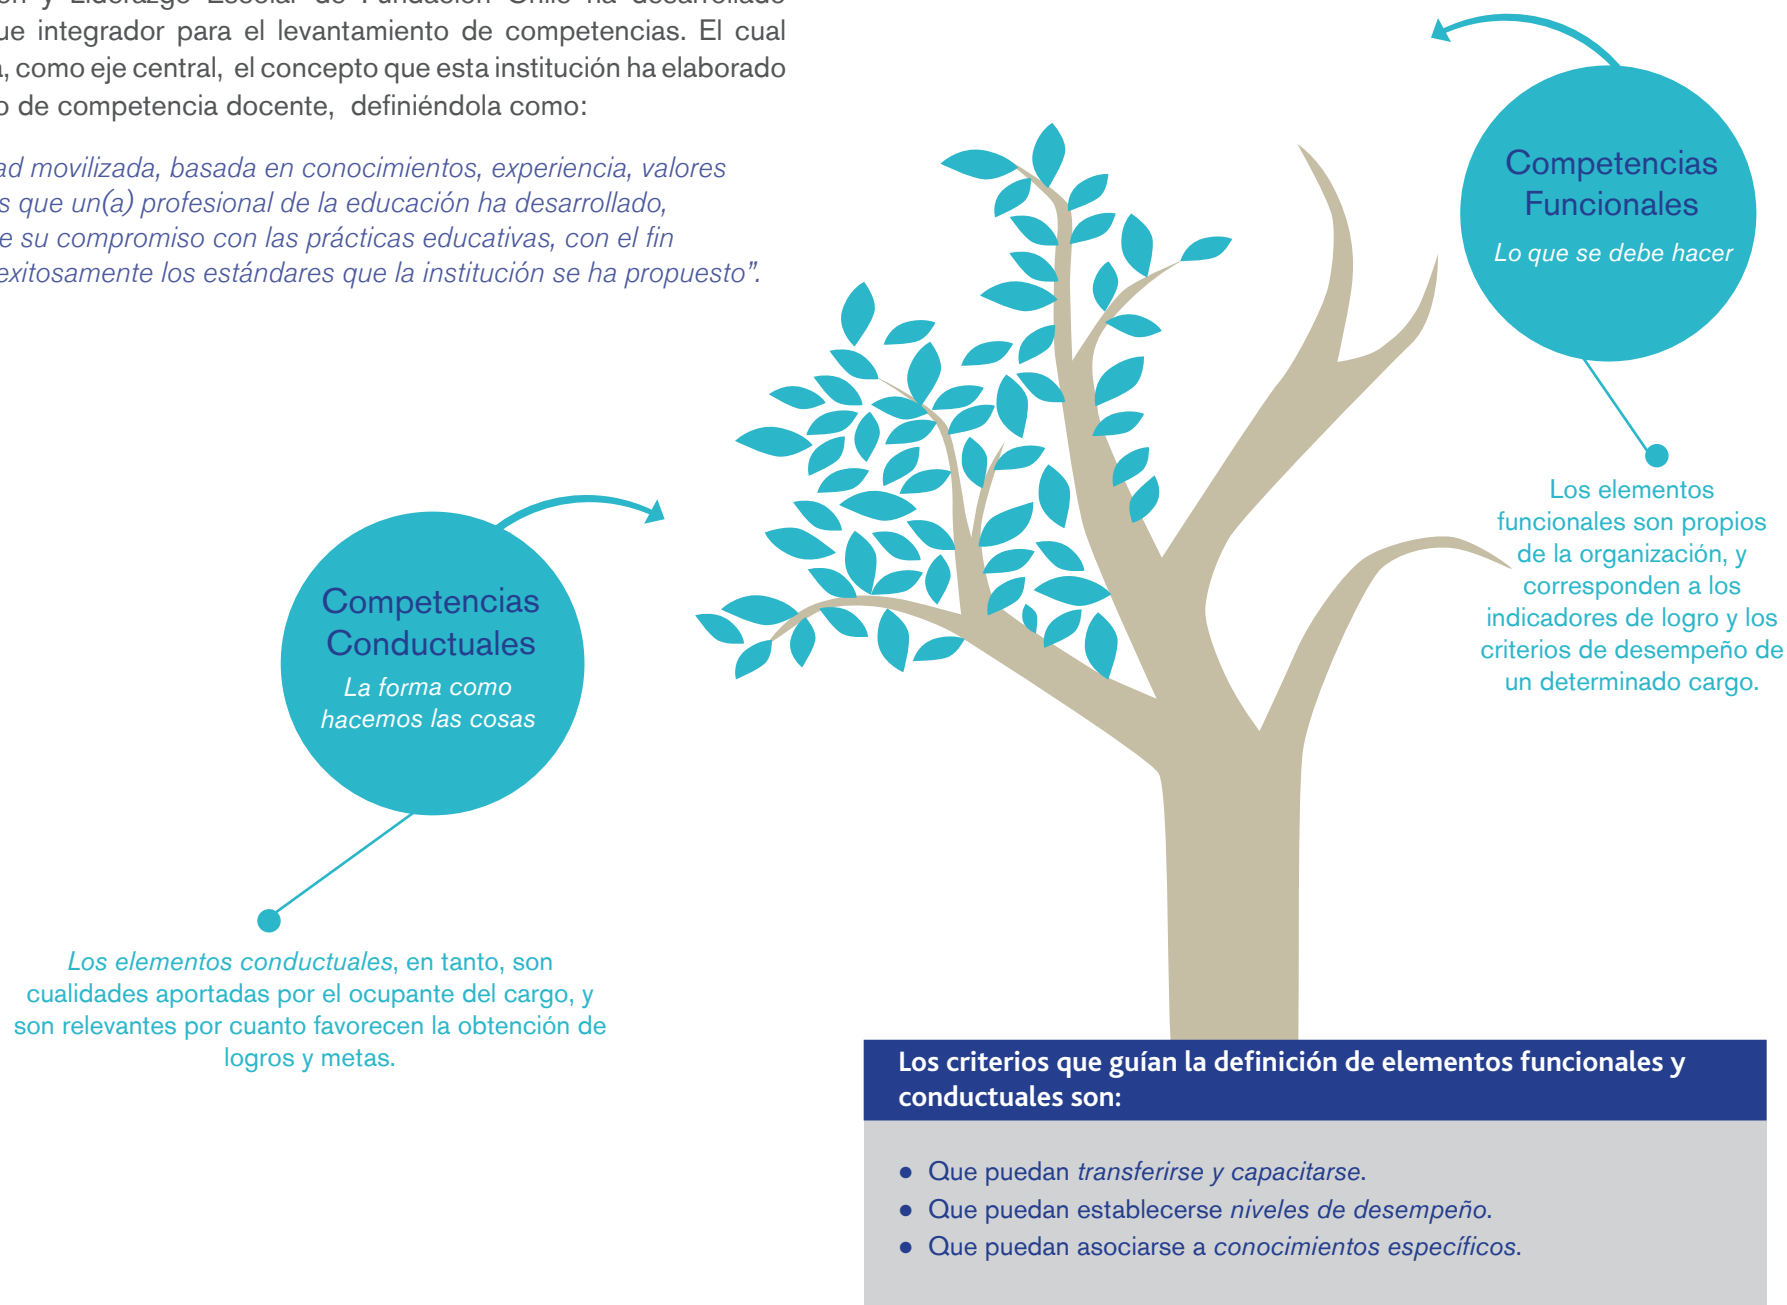 y Liderazgo Escolar de Fundación Chile ha desarrollado
integrador para el levantamiento de competencias. El cual
como eje central, el concepto que esta institución ha elaborado
de competencia docente, definiéndola como:
movilizada, basada en conocimientos, experiencia, valores
que un(a) profesional de la educación ha desarrollado,
su compromiso con las prácticas educativas, con el fin
exitosamente los estándares que la institución se ha propuesto”.
Competencias
Funcionales
Lo que se debe hacer
Los elementos
funcionales son propios
de la organización, y
corresponden a los
indicadores de logro y los
criterios de desempeño de
un determinado cargo.
Competencias
Conductuales
La forma como
hacemos las cosas
Los elementos conductuales, en tanto, son
cualidades aportadas por el ocupante del cargo, y
son relevantes por cuanto favorecen la obtención de
logros y metas.
Los criterios que guían la definición de elementos funcionales y
conductuales son:
● Que puedan transferirse y capacitarse.
● Que puedan establecerse niveles de desempeño.
● Que puedan asociarse a conocimientos específicos.